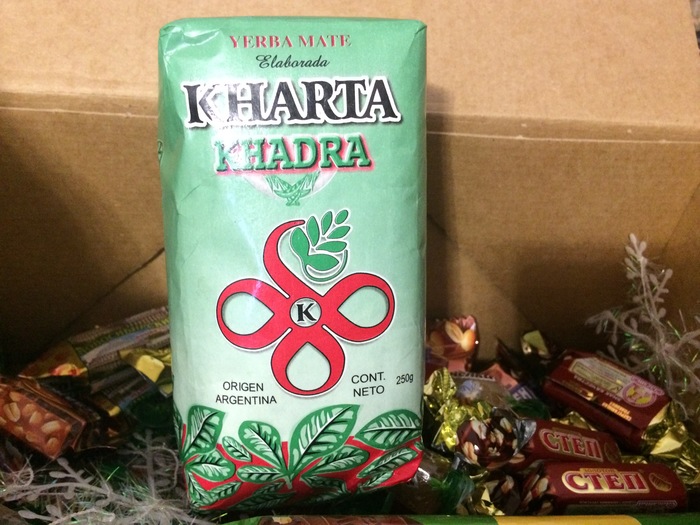 YERBA MATE
Elaborada
KHARTA
KHADRA
K
ORIGEN
ARGENTINA
CONT.
NETO
250g
СТЕП
СТЕП